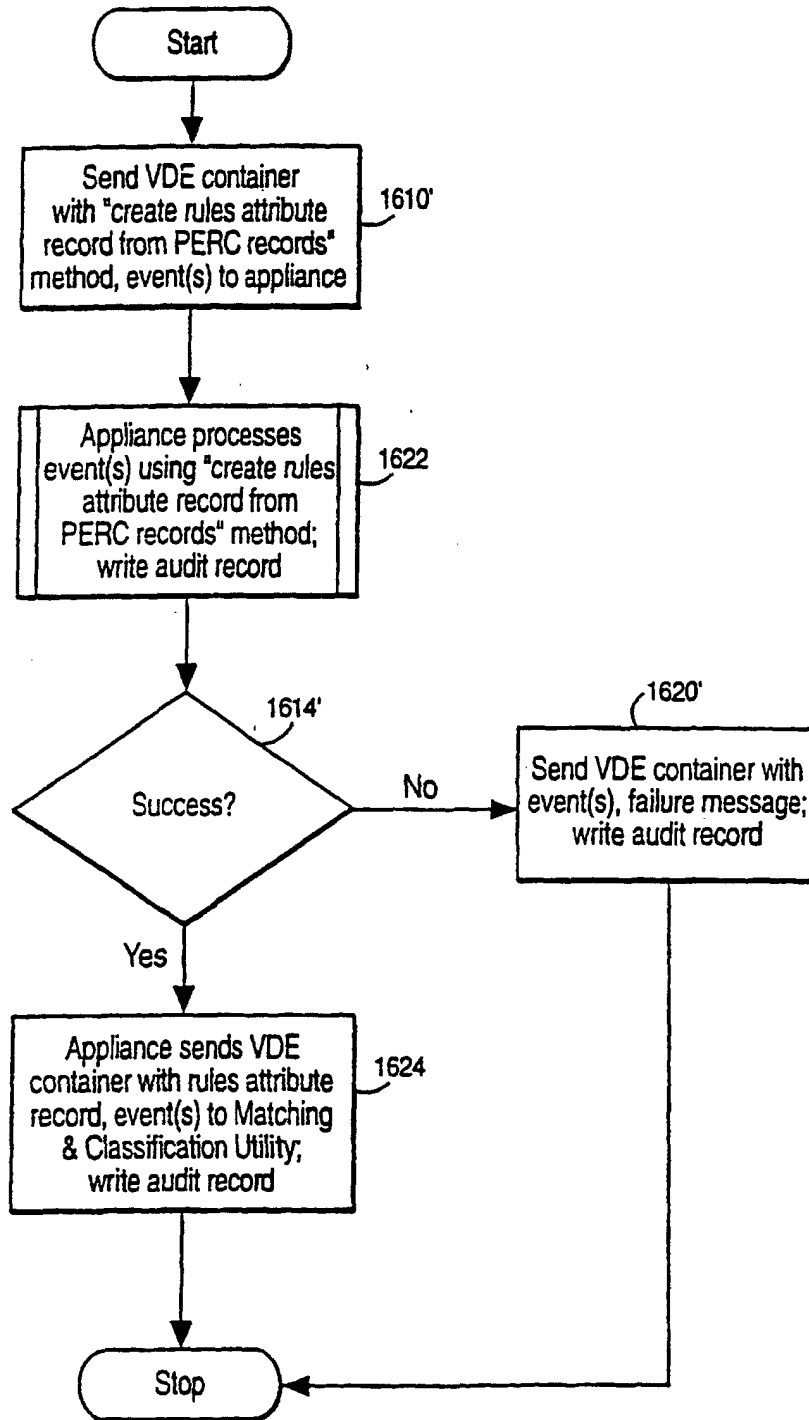 Start
Send VDE container
with "create rules attribute
record from PERC records"
method, event(s) to appliance
1610'
Appliance processes
event(s) using "create rules
attribute record from
PERC records" method;
write audit record
1622
1614'
Success?
No
1620'
Send VDE container with
event(s), failure message;
write audit record
Yes
Appliance sends VDE
container with rules attribute
record, event(s) to Matching
& Classification Utility;
write audit record
1624
Stop